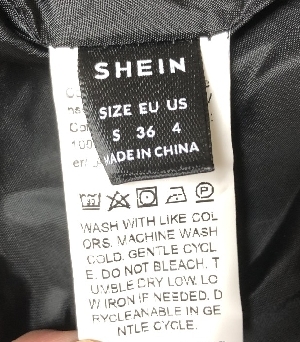 SHEIN
SIZE EU US
S 36 4
MADE IN CHINA
100
WASH WITH LIKE COL
ORS. MACHINE WASH
COLD. GENTLE CYCL
E. DO NOT BLEACH. T
UMBLE DRY LOW. LO
W IRON IF NEEDED. D
RYCLEANABLE IN GE
NTLE CYCLE.